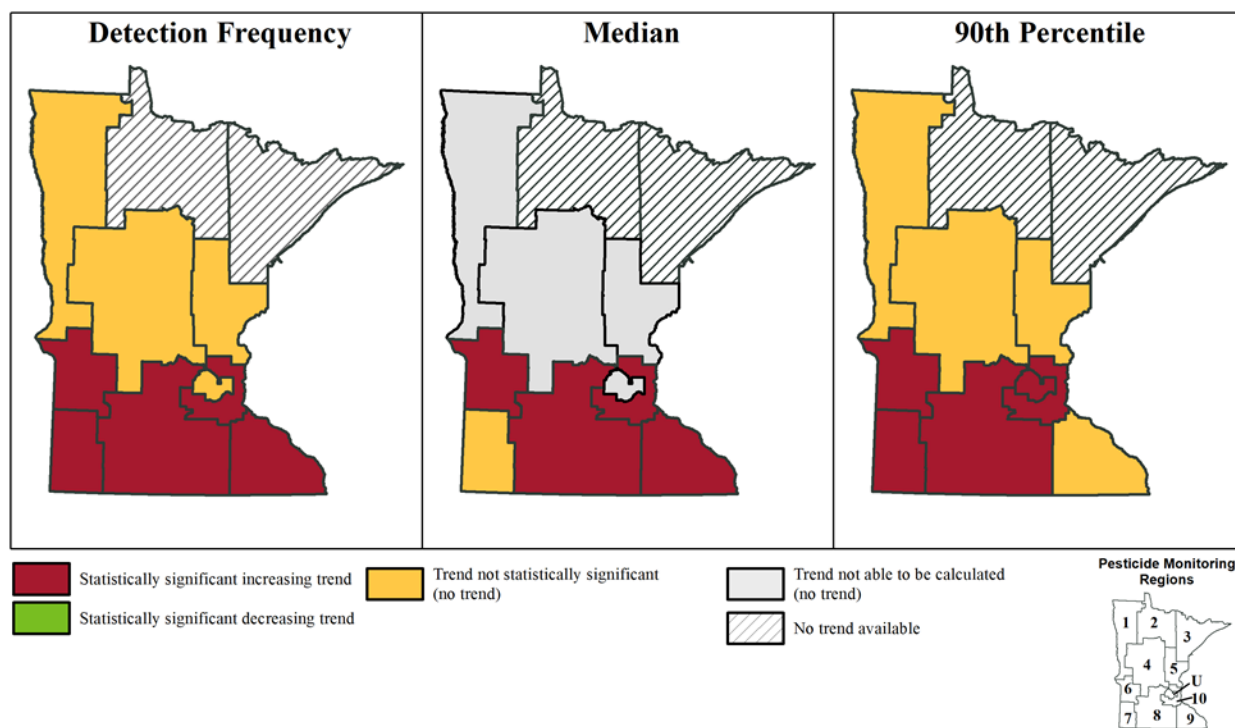 Detection Frequency
Median
90th Percentile
Statistically significant increasing trend
Statistically significant decreasing trend
Trend not statistically significant
(no trend)
Trend not able to be calculated
(no trend)
No trend available
Pesticide Monitoring
Regions
1
2
3
4
5
U
6
10
7
8
9